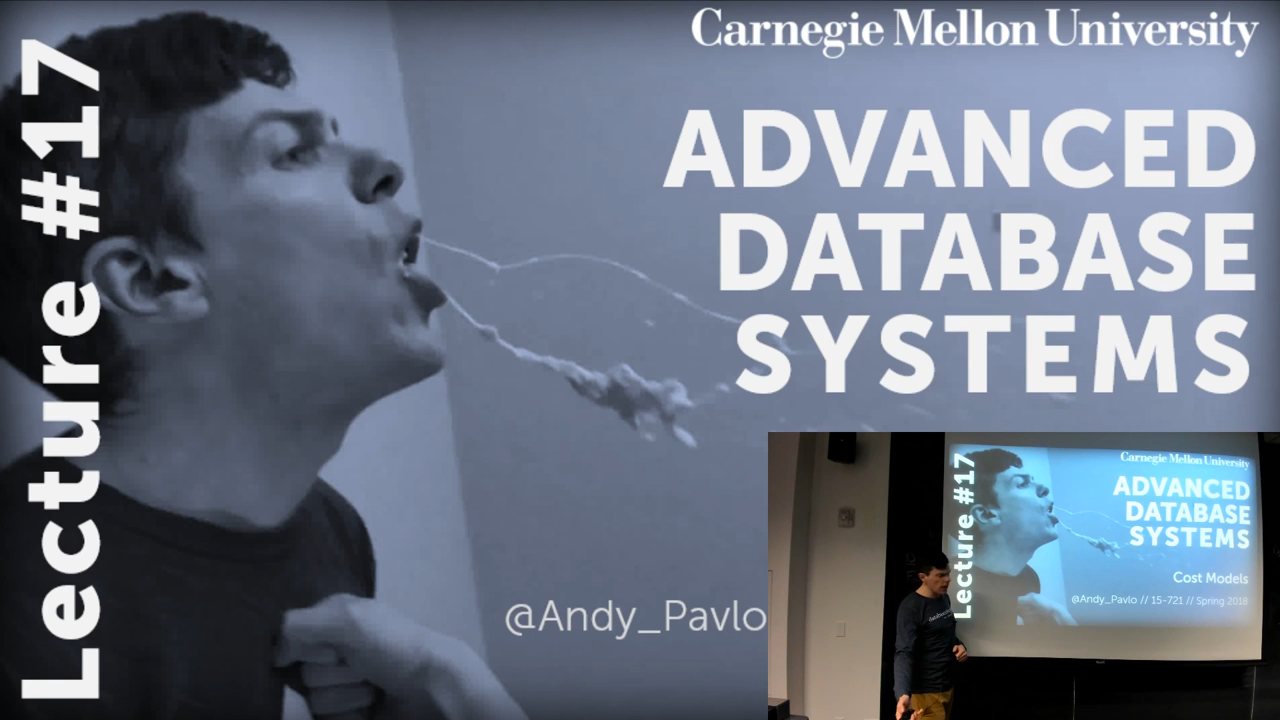 Lecture #17
Carnegie Mellon University
ADVANCED
DATABASE
SYSTEMS
@Andy_Pavlo
Lecture #17
Carnegie Mellon University
ADVANCED
DATABASE
SYSTEMS
Cost Models
@Andy_Pavlo // 15-721 // Spring 2018